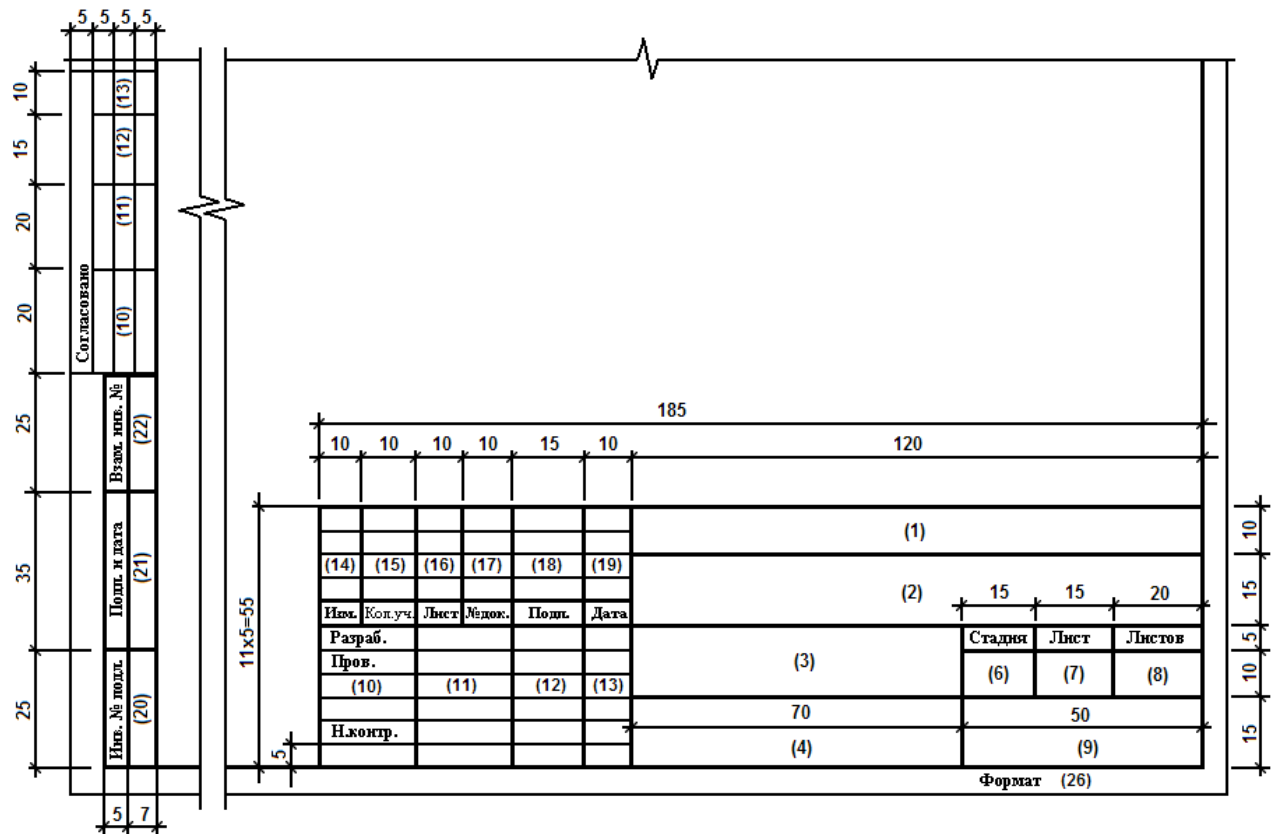 5 5 5 5
10 (13)
15 (12)
20 (11)
20 (10)
Согласовано
25 Взам. инв. № (22)
35 Подп. и дата (21)
25 Инв. № подл. (20)
5 7
185
10 10 10 10 15 10 120
11x5=55
5
(1) 10
(14) (15) (16) (17) (18) (19)
(2) 15 15 20 15
Изм. Кол.уч. Лист №док. Подп. Дата
Разраб. Стадия Лист Листов 5
Пров. (3) (6) (7) (8) 10
(10) (11) (12) (13)
70 50
Н.контр. 15
(4) (9)
Формат (26)